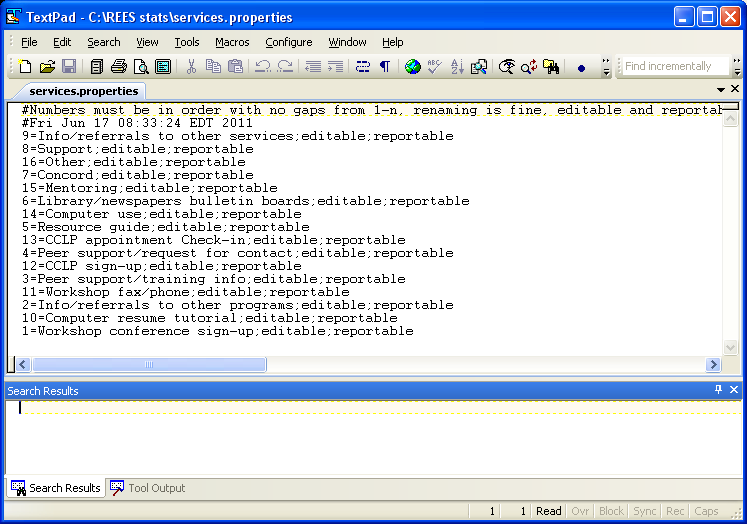 TextPad - C:\REES stats\services.properties
File Edit Search View Tools Macros Configure Window Help
Find incrementally
services.properties
#Numbers must be in order with no gaps from 1-n, renaming is fine, editable and reportal
#Fri Jun 17 08:33:24 EDT 2011
9=Info/referrals to other services;editable;reportable
8=Support;editable;reportable
16=Other;editable;reportable
7=Concord;editable;reportable
15=Mentoring;editable;reportable
6=Library/newspapers bulletin boards;editable;reportable
14=Computer use;editable;reportable
5=Resource guide;editable;reportable
13=CCLP appointment Check-in;editable;reportable
4=Peer support/request for contact;editable;reportable
12=CCLP sign-up;editable;reportable
3=Peer support/training info;editable;reportable
11=Workshop fax/phone;editable;reportable
2=Info/referrals to other programs;editable;reportable
10=Computer resume tutorial;editable;reportable
1=Workshop conference sign-up;editable;reportable
Search Results
Search Results Tool Output
1 1 Read Ovr Block Sync Rec Caps